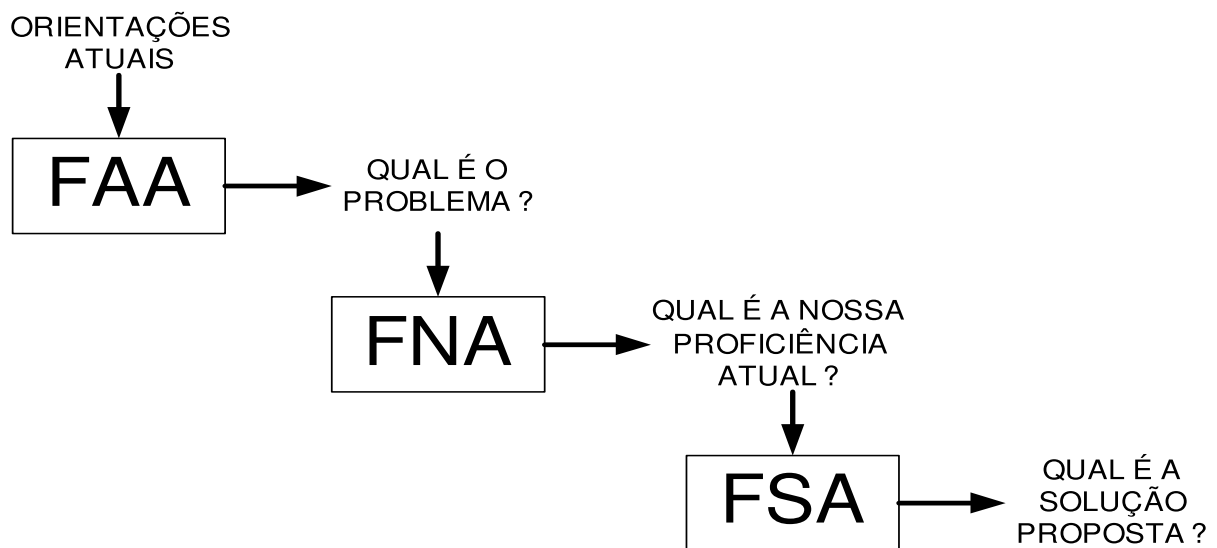 ORIENTAÇÕES
ATUAIS
FAA
QUAL É O
PROBLEMA ?
FNA
QUAL É A NOSSA
PROFICIÊNCIA
ATUAL ?
FSA
QUAL É A
SOLUÇÃO
PROPOSTA ?